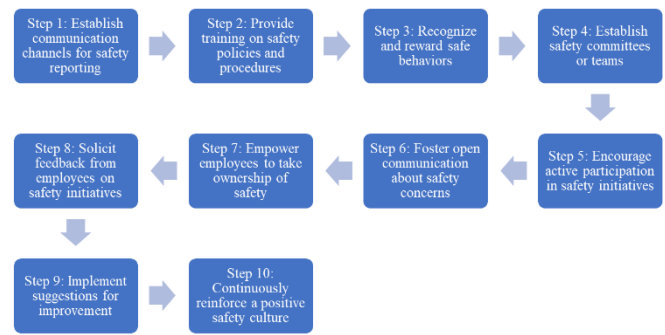 Step 1: Establish
communication
channels for safety
reporting
Step 2: Provide
training on safety
policies and
procedures
Step 3: Recognize
and reward safe
behaviors
Step 4: Establish
safety committees
or teams
Step 5: Encourage
active participation
in safety initiatives
Step 6: Foster open
communication
about safety
concerns
Step 7: Empower
employees to take
ownership of
safety
Step 8: Solicit
feedback from
employees on
safety initiatives
Step 9: Implement
suggestions for
improvement
Step 10:
Continuously
reinforce a positive
safety culture